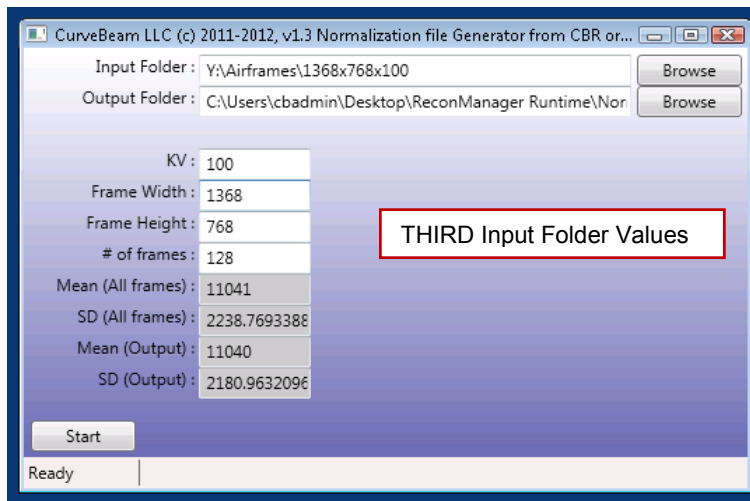 CurveBeam LLC (c) 2011-2012, v1.3 Normalization file Generator from CBR or...
Input Folder : Y:\Airframes\1368x768x100 Browse
Output Folder : C:\Users\cbadmin\Desktop\ReconManager Runtime\Nor Browse
KV : 100
Frame Width : 1368
Frame Height : 768
THIRD Input Folder Values
# of frames : 128
Mean (All frames) : 11041
SD (All frames) : 2238.7693388
Mean (Output) : 11040
SD (Output) : 2180.9632096
Start
Ready